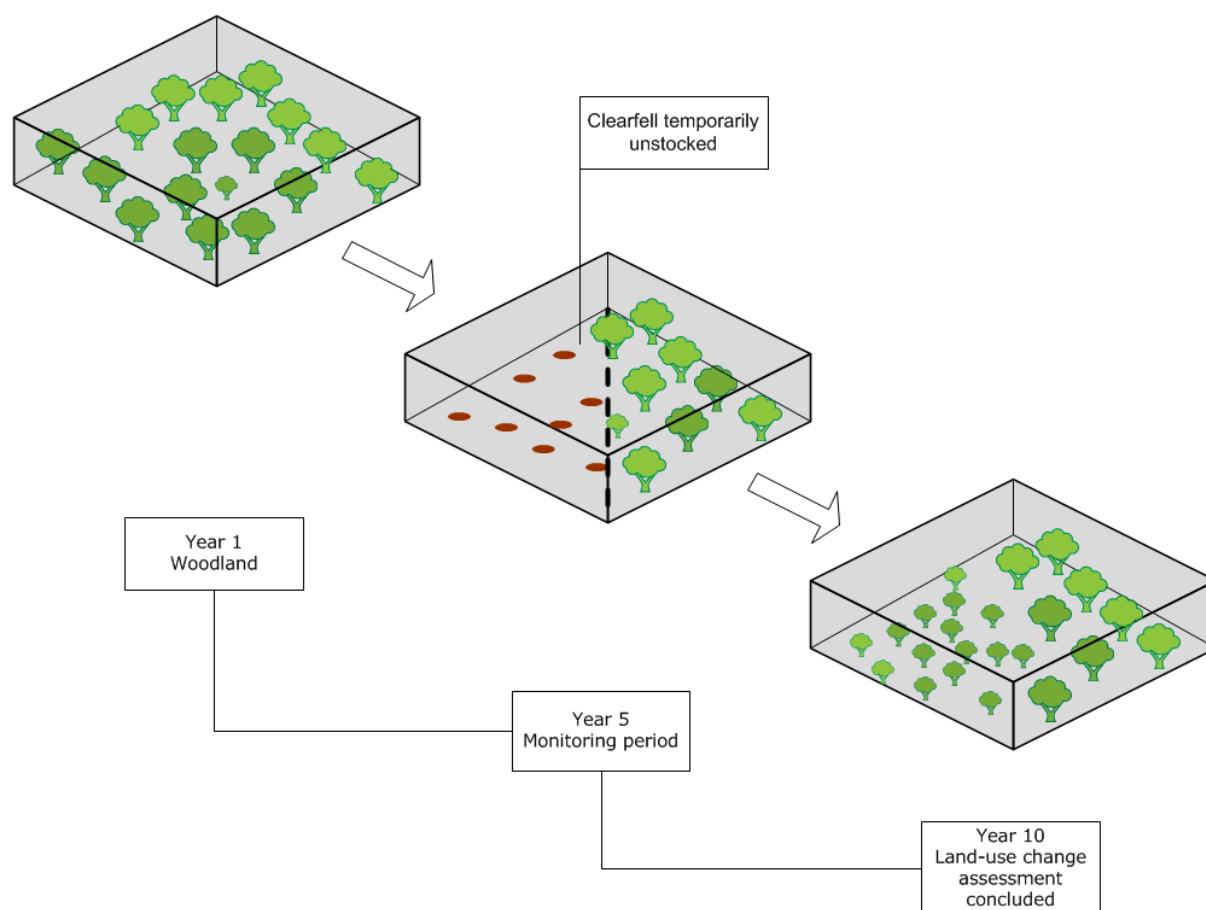 Clearfell temporarily
unstocked
Year 1
Woodland
Year 5
Monitoring period
Year 10
Land-use change
assessment
concluded